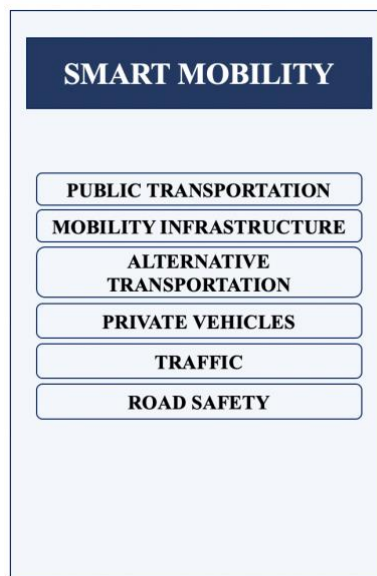 SMART MOBILITY
PUBLIC TRANSPORTATION
MOBILITY INFRASTRUCTURE
ALTERNATIVE
TRANSPORTATION
PRIVATE VEHICLES
TRAFFIC
ROAD SAFETY